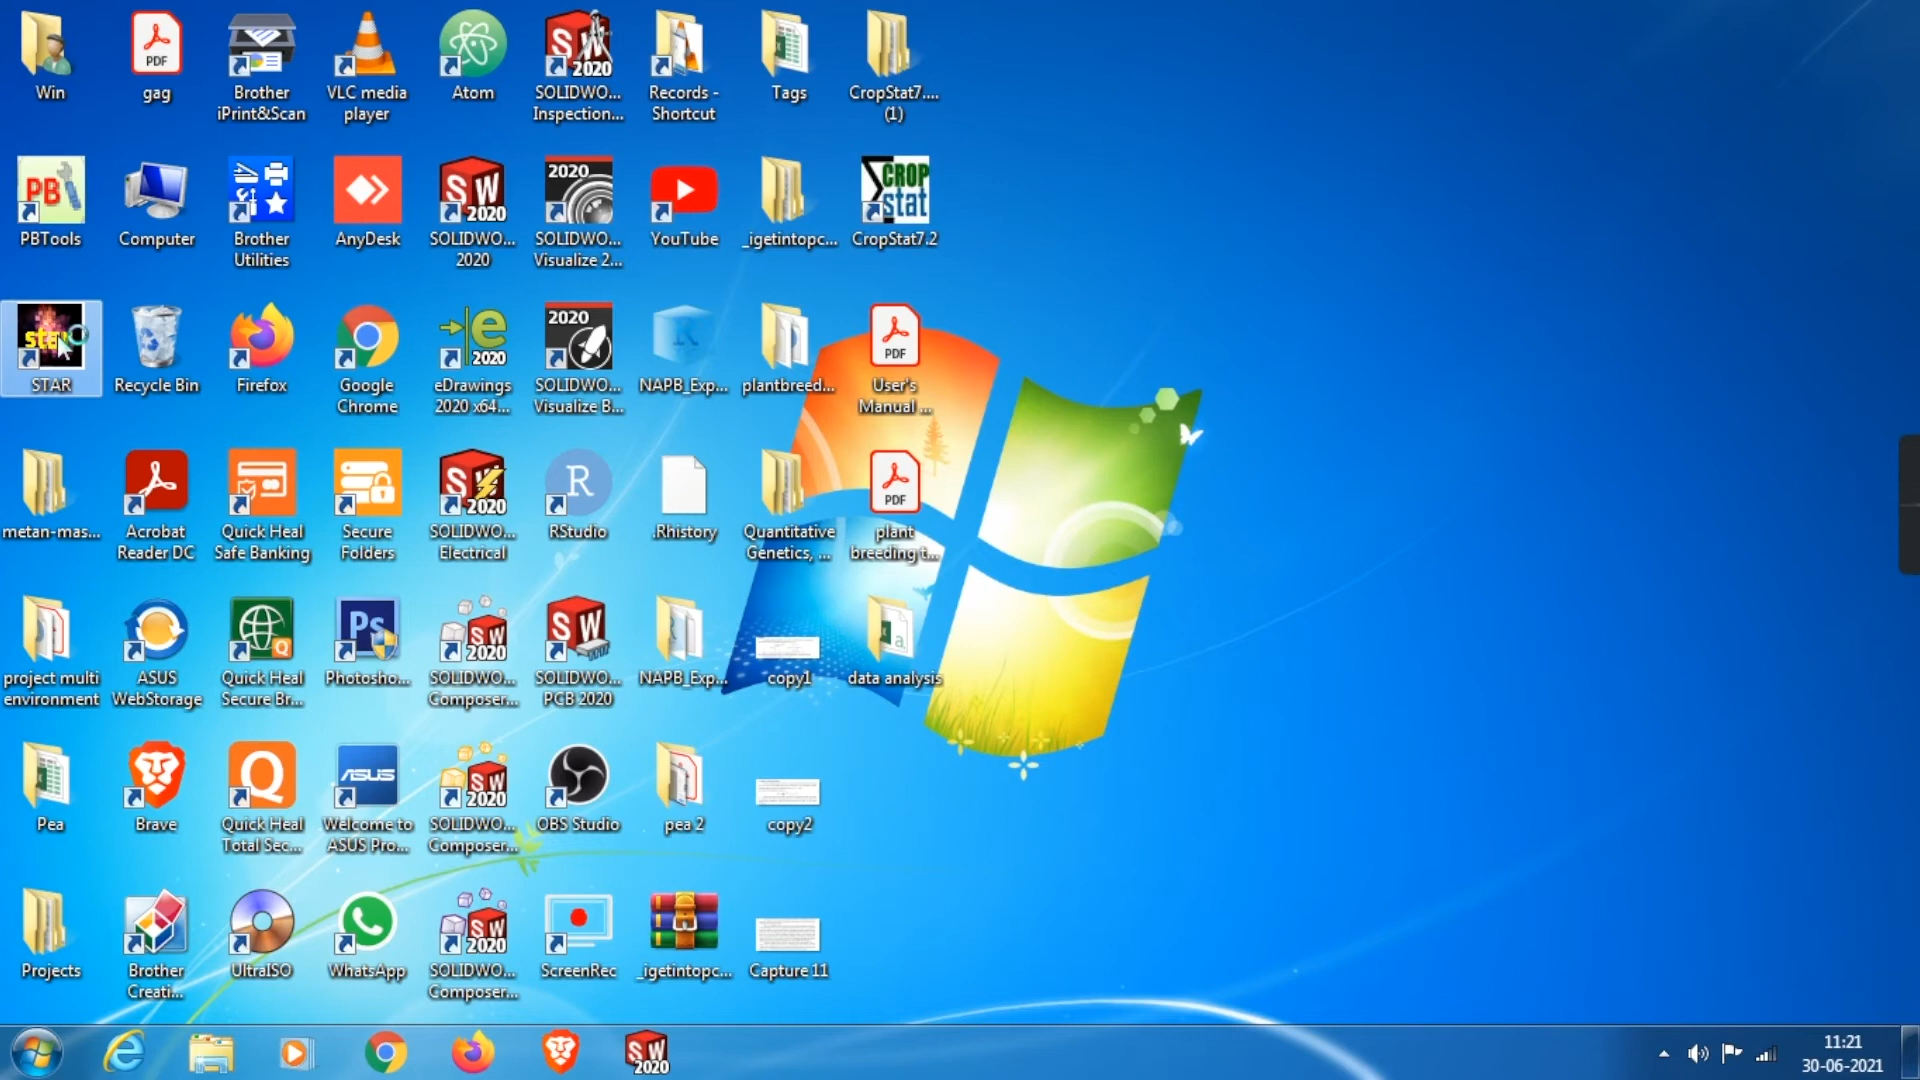 Win
gag
Brother
iPrint&Scan
VLC media
player
Atom
SOLIDWO...
Inspection...
Records -
Shortcut
Tags
CropStat7....
(1)
PBTools
Computer
Brother
Utilities
AnyDesk
SOLIDWO...
2020
SOLIDWO...
Visualize 2...
YouTube
_igetintopc...
CropStat7.2
STAR
Recycle Bin
Firefox
Google
Chrome
eDrawings
2020 x64...
SOLIDWO...
Visualize B...
NAPB_Exp...
plantbreed...
User's
Manual ...
metan-mas...
Acrobat
Reader DC
Quick Heal
Safe Banking
Secure
Folders
SOLIDWO...
Electrical
RStudio
.Rhistory
Quantitative
Genetics, ...
plant
breeding t...
project multi
environment
ASUS
WebStorage
Quick Heal
Secure Br...
Photosho...
SOLIDWO...
Composer...
SOLIDWO...
PCB 2020
NAPB_Exp...
copy1
data analysis
Pea
Brave
Quick Heal
Total Sec...
Welcome to
ASUS Pro...
SOLIDWO...
Composer...
OBS Studio
pea 2
copy2
Projects
Brother
Creati...
UltraISO
WhatsApp
SOLIDWO...
Composer...
ScreenRec
_igetintopc...
Capture 11
11:21
30-06-2021